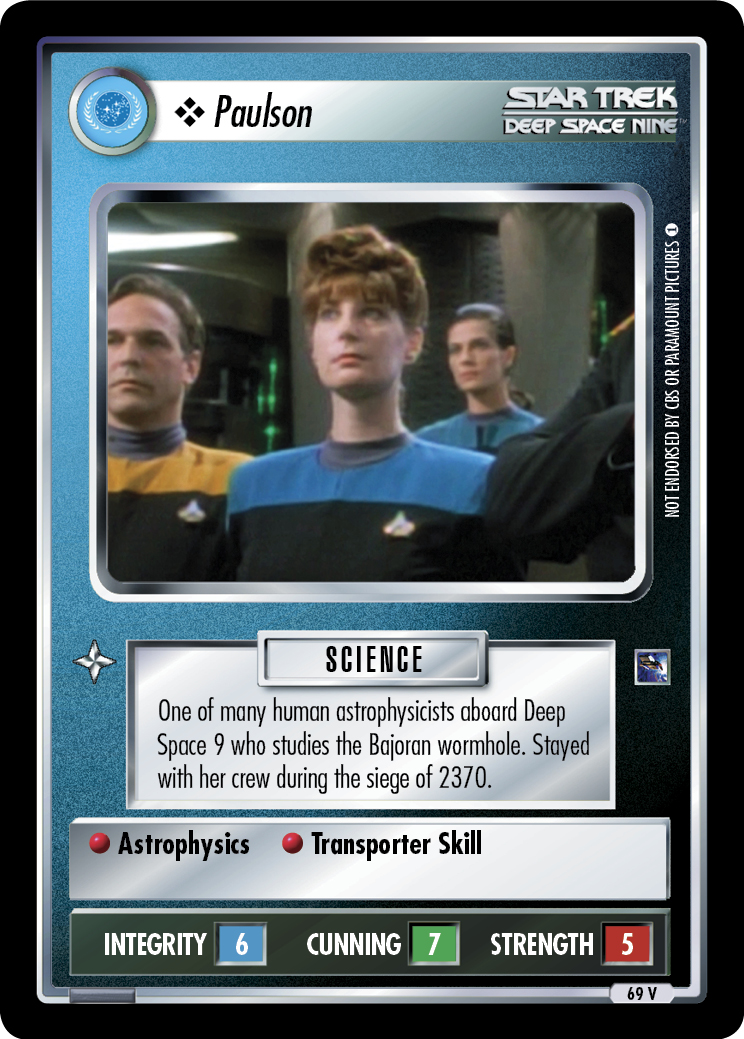 ❖ Paulson
STAR TREK
DEEP SPACE NINE™
NOT ENDORSED BY CBS OR PARAMOUNT PICTURES 1
SCIENCE
One of many human astrophysicists aboard Deep
Space 9 who studies the Bajoran wormhole. Stayed
with her crew during the siege of 2370.
Astrophysics Transporter Skill
INTEGRITY 6 CUNNING 7 STRENGTH 5
69 V